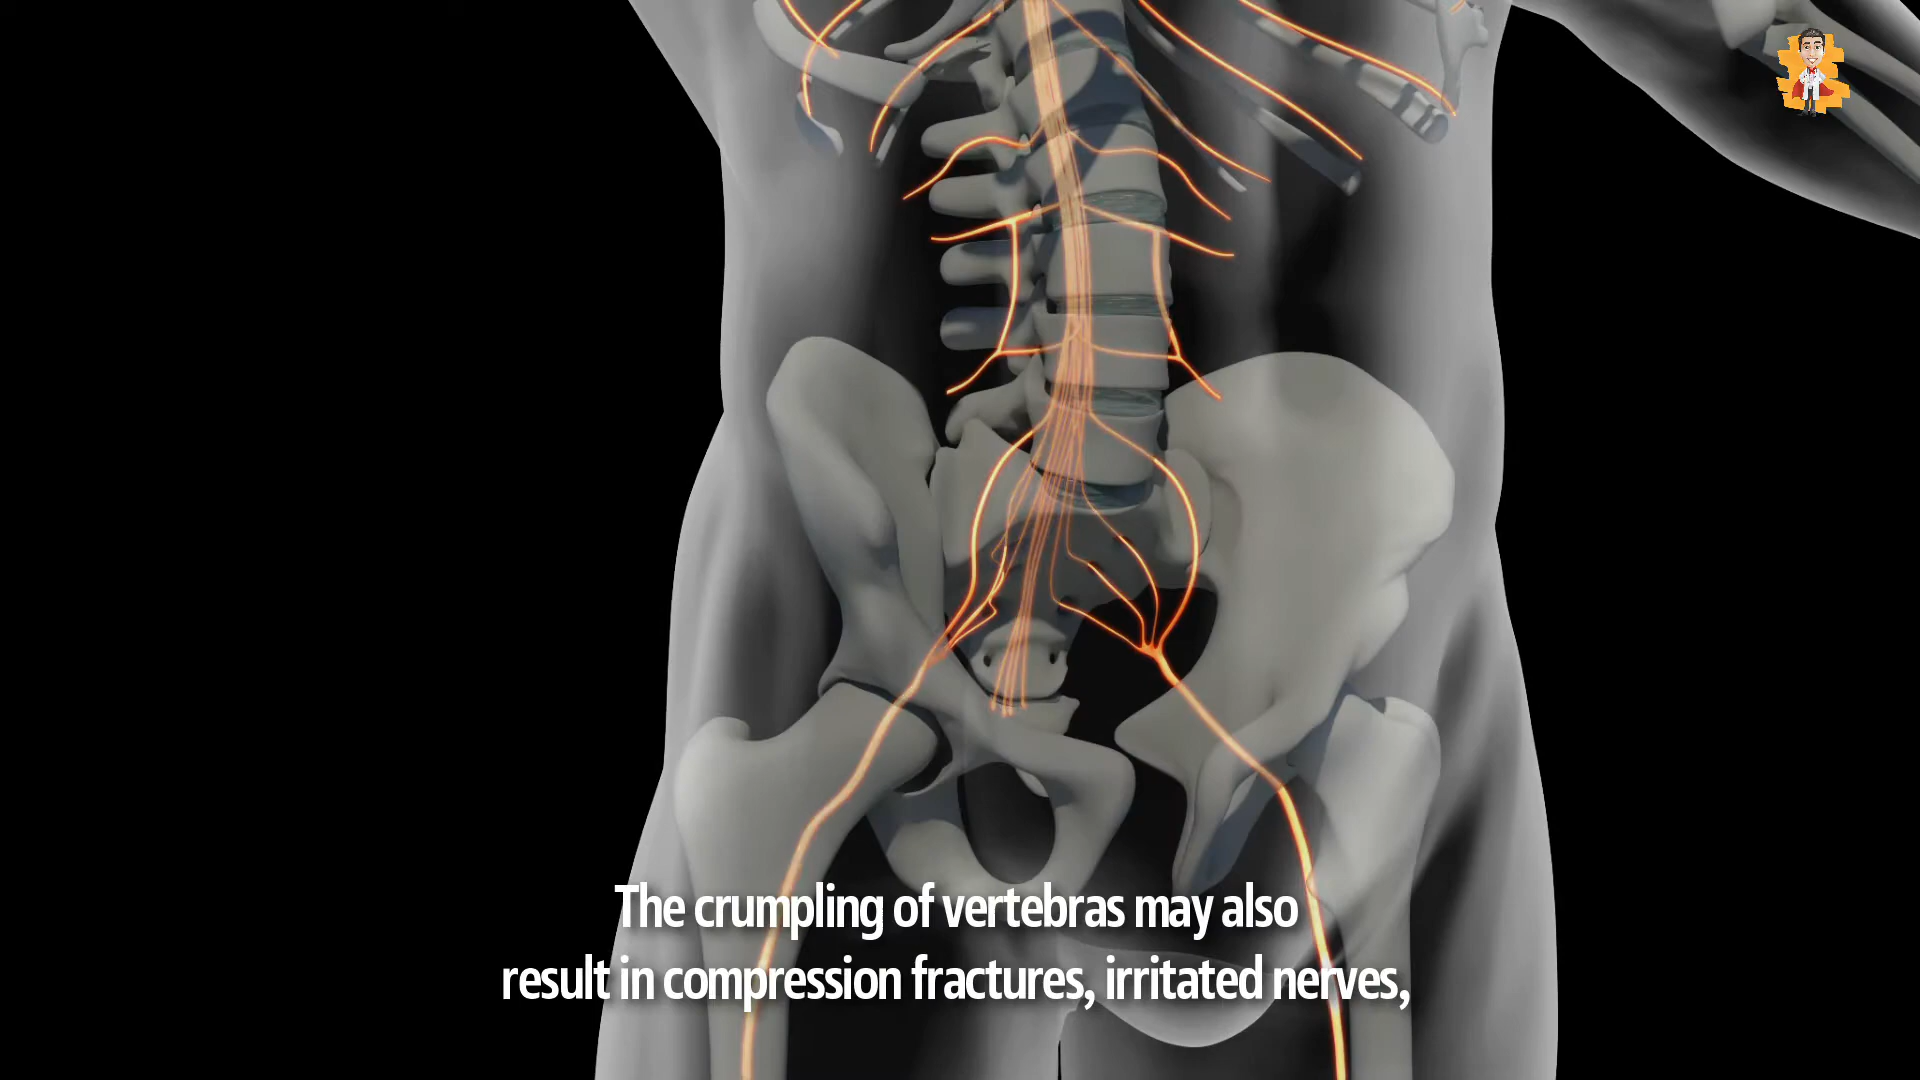 The crumpling of vertebras may also
result in compression fractures, irritated nerves,